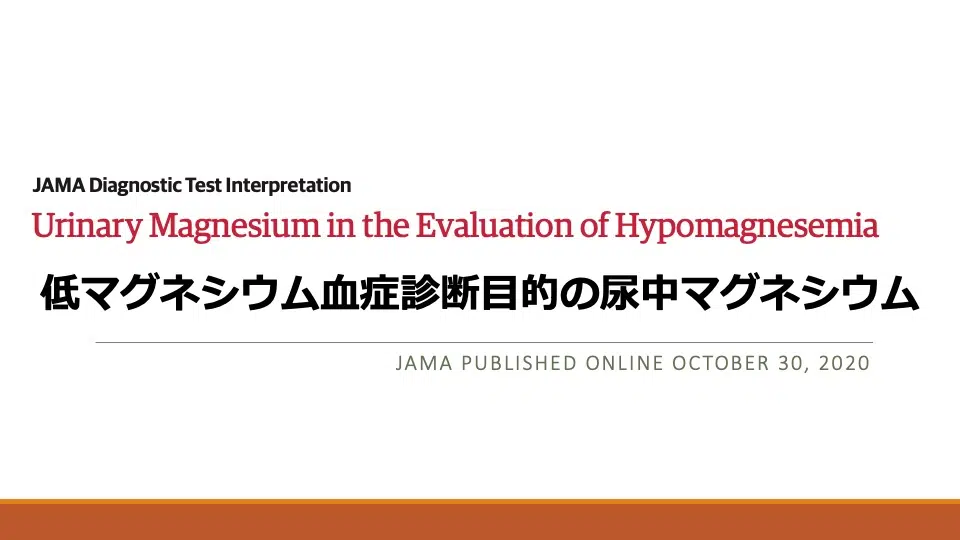 JAMA Diagnostic Test Interpretation
Urinary Magnesium in the Evaluation of Hypomagnesemia
低マグネシウム血症診断目的の尿中マグネシウム
JAMA PUBLISHED ONLINE OCTOBER 30, 2020